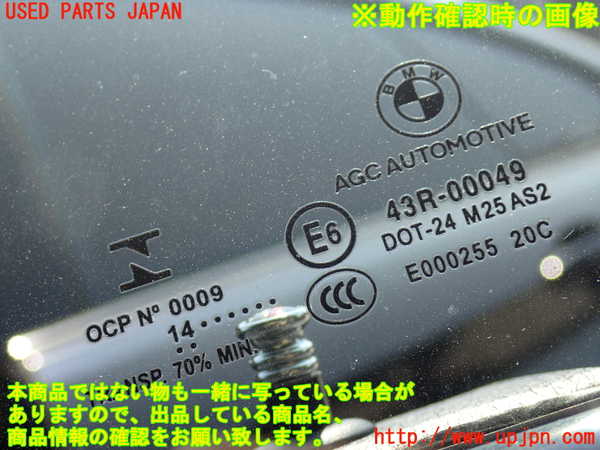 USED PARTS JAPAN
※動作確認時の画像
BMW
AGC AUTOMOTIVE
43R-00049
DOT-24 M25 AS2
E6
E000255 20C
CCC
OCP Nº 0009
14.......
..
70% MIN
本商品ではない物も一緒に写っている場合が
ありますので、出品している商品名、
商品情報の確認をお願い致します。
http://www.upjpn.com/